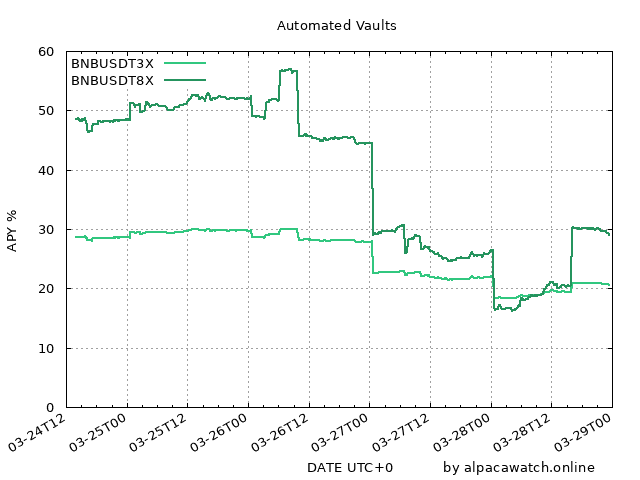 Automated Vaults
BNBUSDT3X
BNBUSDT8X
APY %
60
50
40
30
20
10
0
03-24T12
03-25T00
03-25T12
03-26T00
03-26T12
03-27T00
03-27T12
03-28T00
03-28T12
03-29T00
DATE UTC+0
by alpacawatch.online